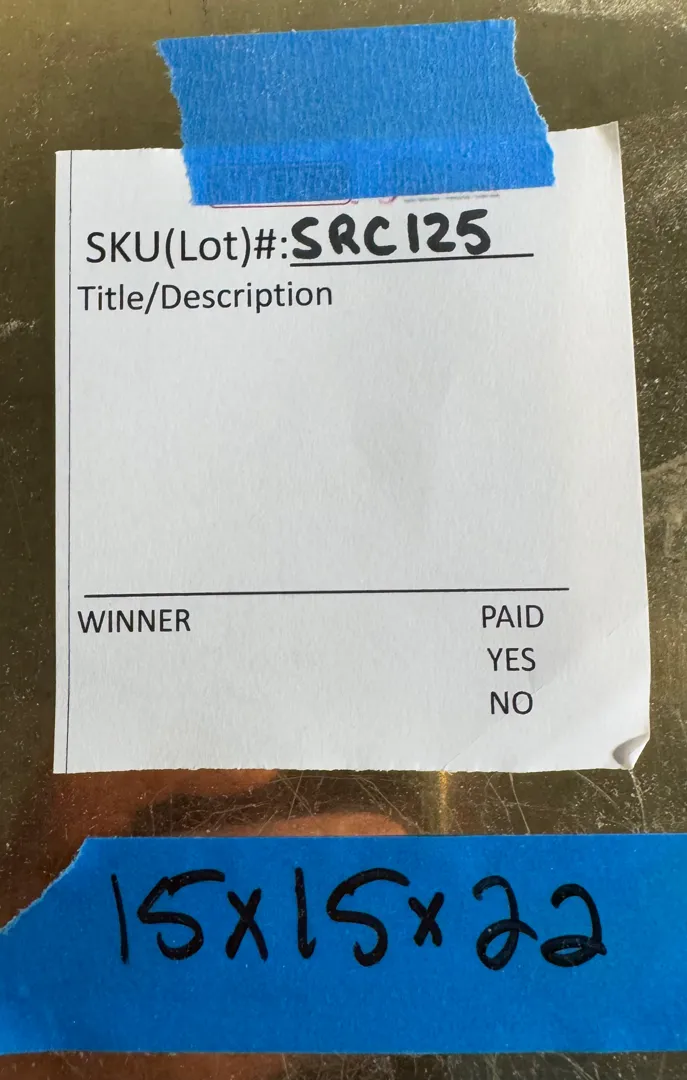 SKU(Lot)#: SRC125
Title/Description
WINNER PAID
YES
NO
15x15x22